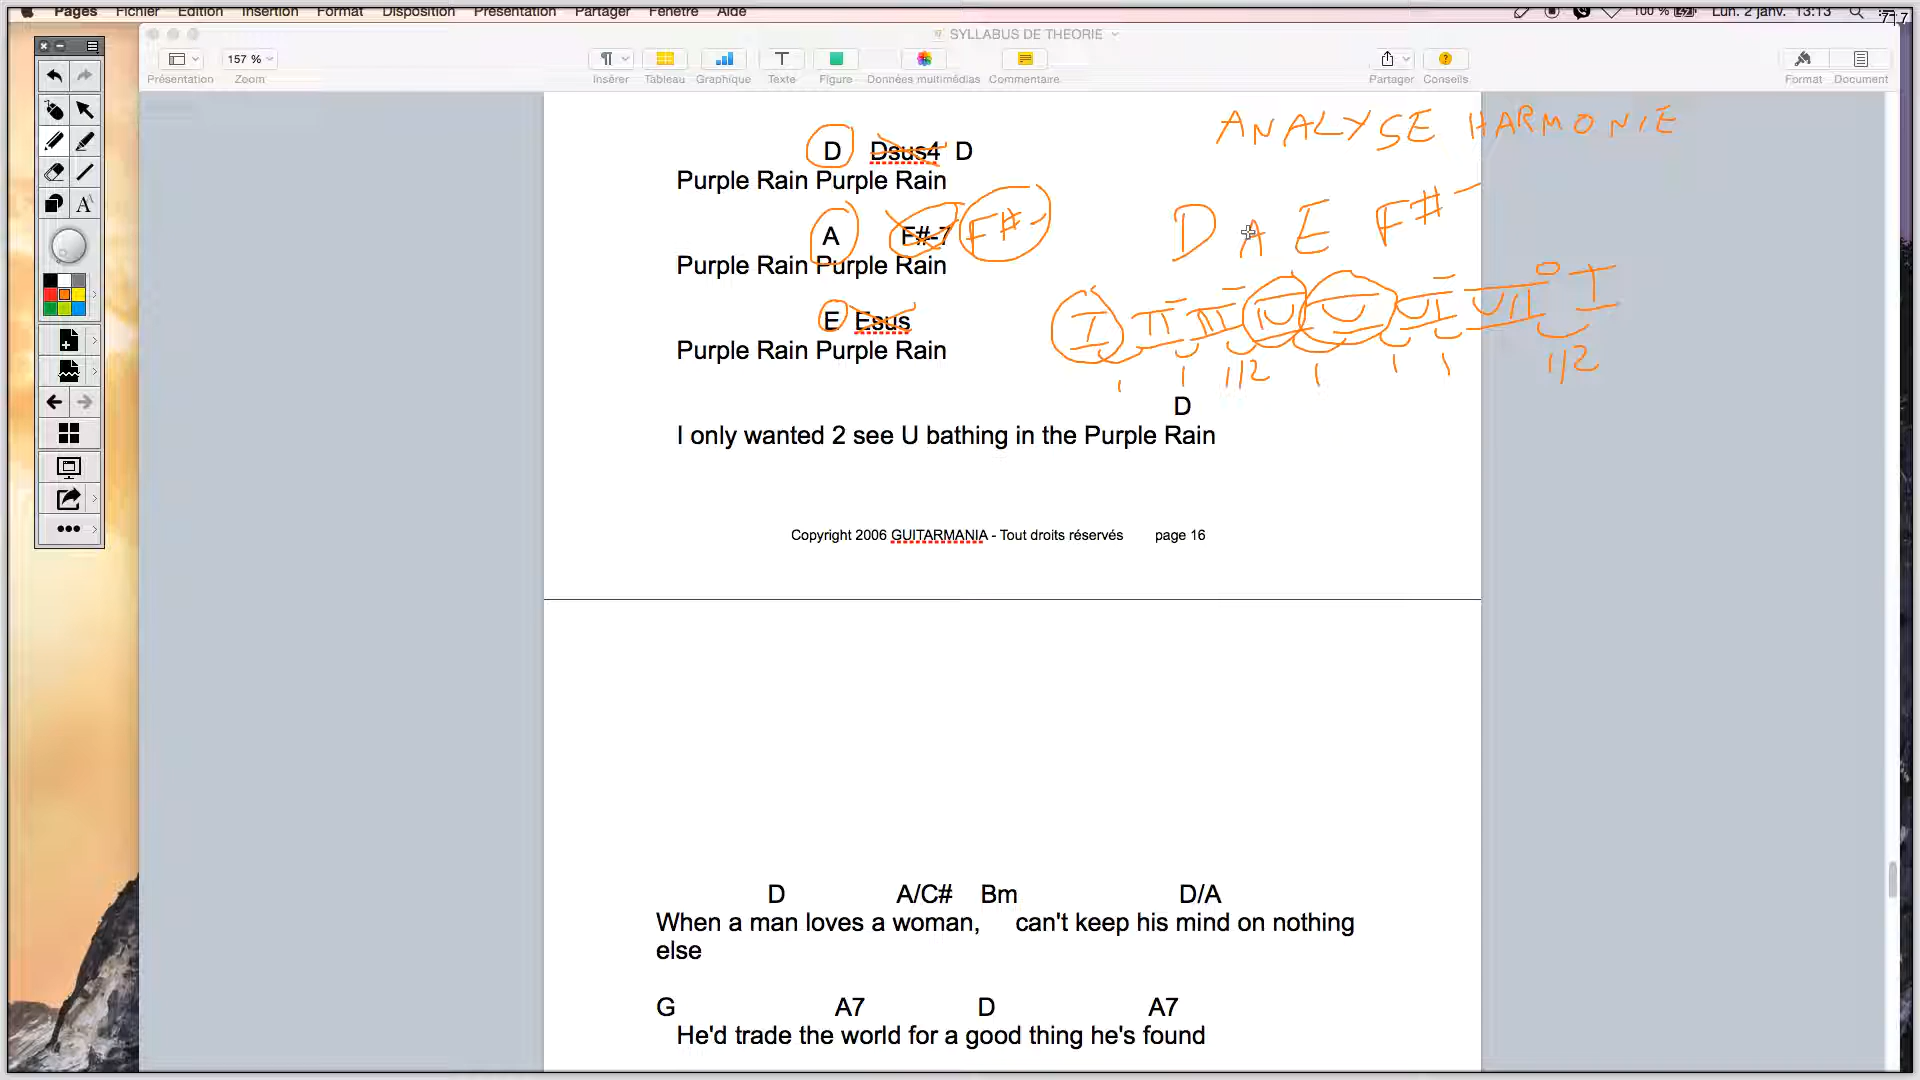 Pages Fichier Edition Insertion Format Disposition Présentation Partager Fenêtre Aide 100 % Lun. 2 janv. 13:13
SYLLABUS DE THEORIE
157 %
Présentation Zoom Insérer Tableau Graphique Texte Figure Données multimédias Commentaire Partager Conseils Format Document
ANALYSE HARMONIE
D Dsus4 D
Purple Rain Purple Rain
D A E F#-
A F#-7 F#-
Purple Rain Purple Rain
I II- III- IV V VI- VII° I
E Esus
Purple Rain Purple Rain
1 1 1/2 1 1 1 1/2
D
I only wanted 2 see U bathing in the Purple Rain
Copyright 2006 GUITARMANIA - Tout droits réservés page 16
D A/C# Bm D/A
When a man loves a woman, can't keep his mind on nothing
else
G A7 D A7
He'd trade the world for a good thing he's found